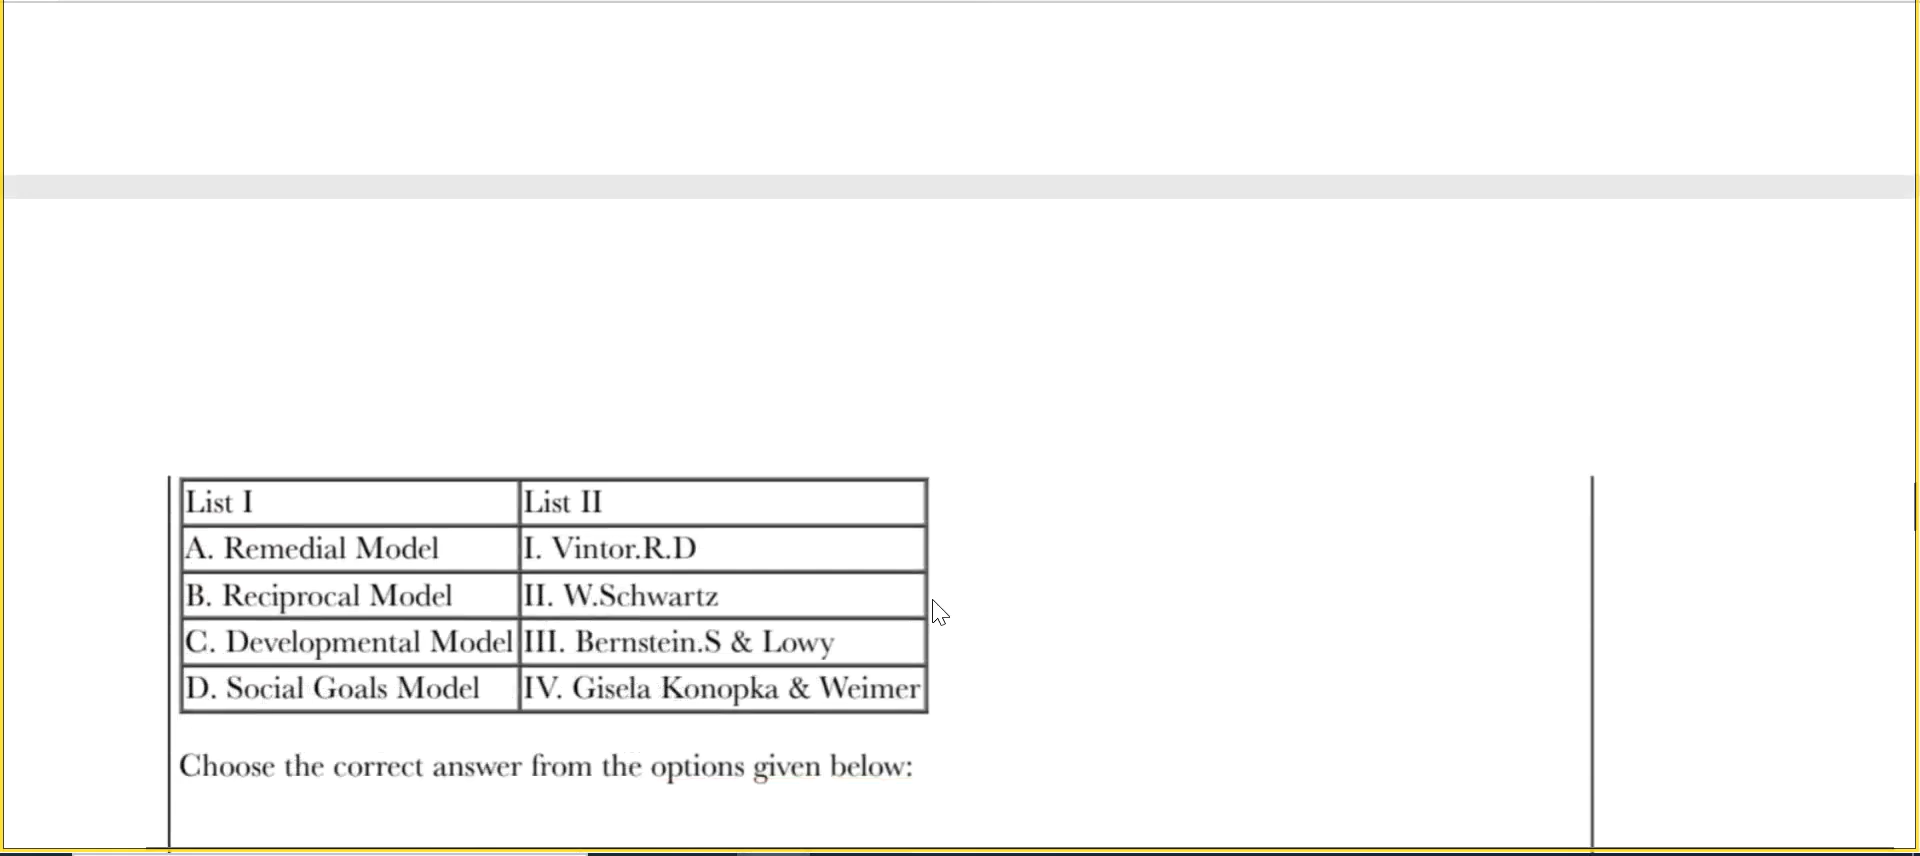 List I List II
A. Remedial Model I. Vintor.R.D
B. Reciprocal Model II. W.Schwartz
C. Developmental Model III. Bernstein.S & Lowy
D. Social Goals Model IV. Gisela Konopka & Weimer
Choose the correct answer from the options given below: